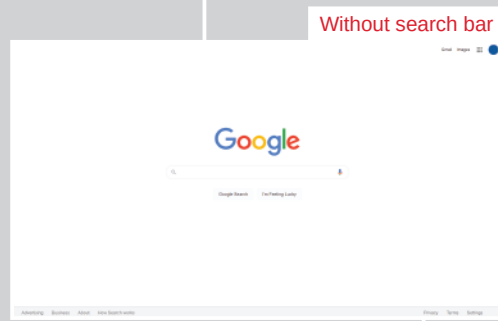 Without search bar
Gmail Images
Google
Google Search I'm Feeling Lucky
Advertising Business About How Search works
Privacy Terms Settings